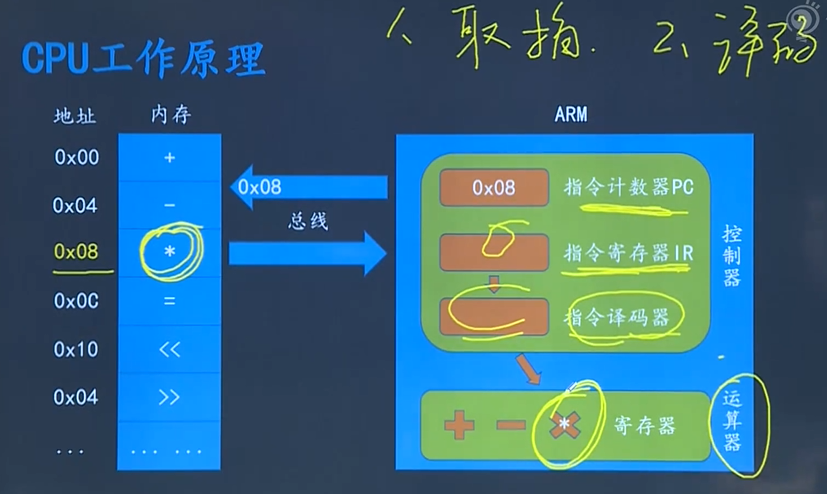 1、取指. 2、译码
CPU工作原理
地址 内存 ARM
0x00 +
0x04 -
0x08 *
0x0C =
0x10 <<
0x04 >>
... ... ...
0x08
总线
0x08 指令计数器PC
指令寄存器IR
指令译码器
控制器
+ - * 寄存器
运算器